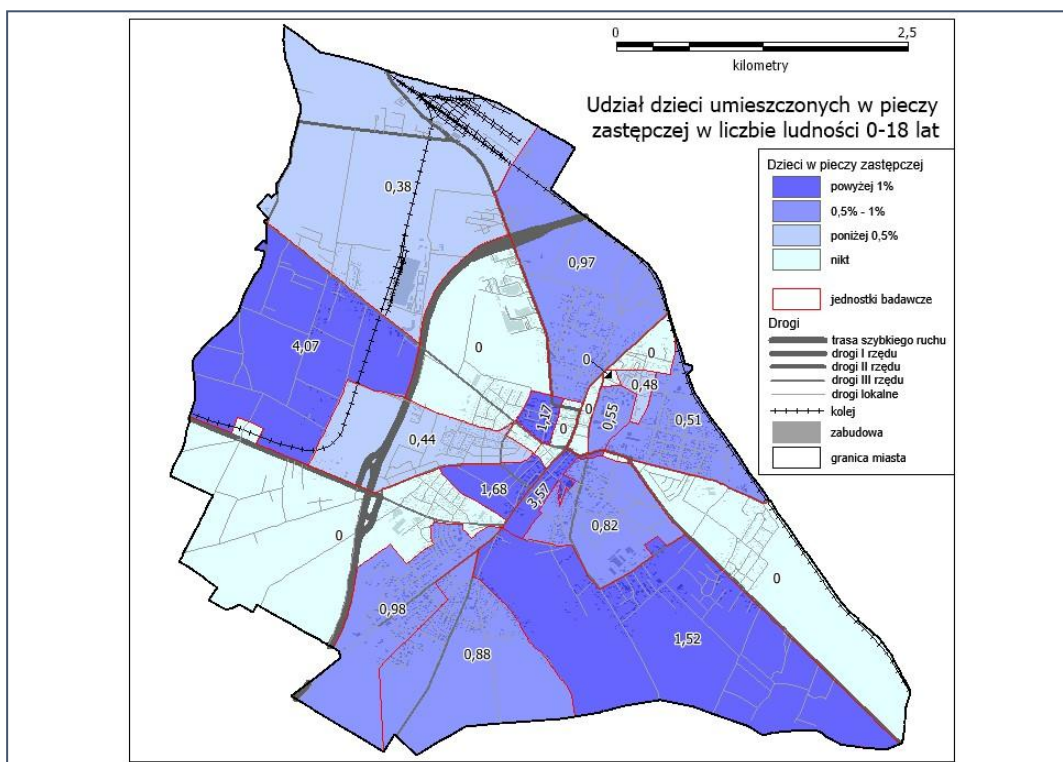 0 2,5
kilometry
Udział dzieci umieszczonych w pieczy
zastępczej w liczbie ludności 0-18 lat
Dzieci w pieczy zastępczej
powyżej 1%
0,5% - 1%
poniżej 0,5%
nikt
jednostki badawcze
Drogi
trasa szybkiego ruchu
drogi I rzędu
drogi II rzędu
drogi III rzędu
drogi lokalne
kolej
zabudowa
granica miasta
0,38
0,97
4,07
0
0
0
0,48
1,17
0
0
0,55
0,51
0,44
1,68
3,57
0,82
0
0
0,98
0,88
1,52